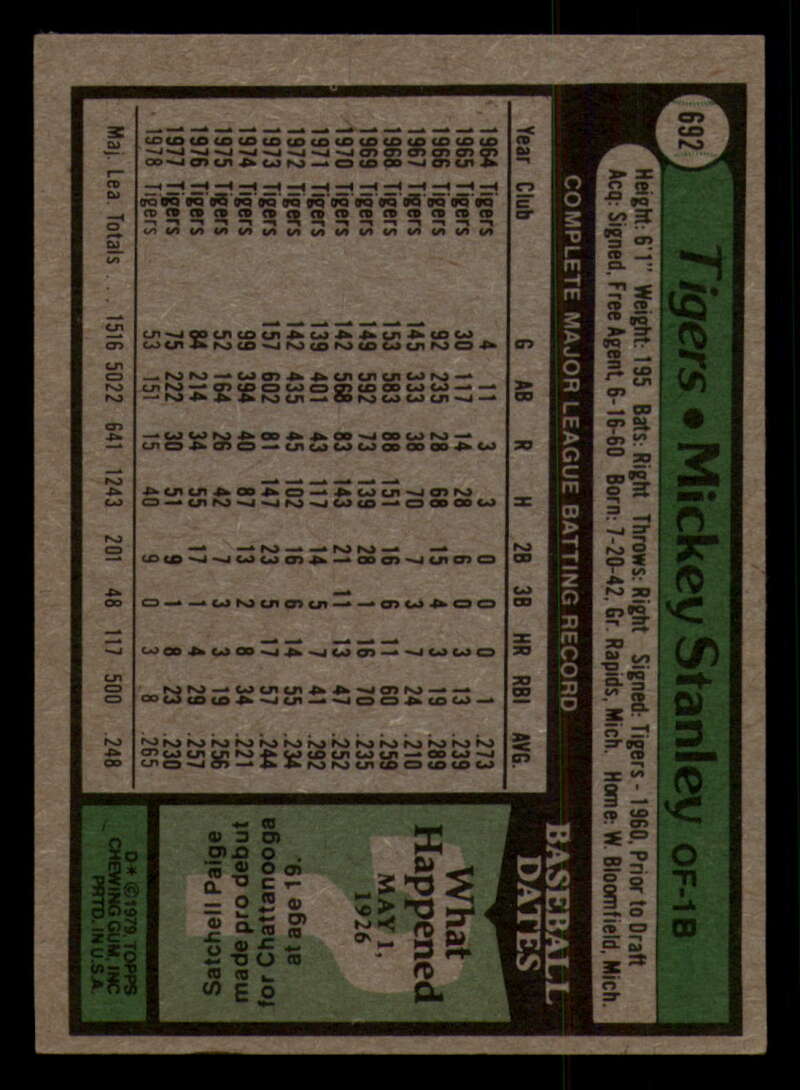 692
Tigers • Mickey Stanley OF-1B
Height: 6'1" Weight: 195 Bats: Right Throws: Right Signed: Tigers - 1960, Prior to Draft
Acq: Signed, Free Agent, 6-16-60 Born: 7-20-42, Gr. Rapids, Mich. Home: W. Bloomfield, Mich.
COMPLETE MAJOR LEAGUE BATTING RECORD
Year Club G AB R H 2B 3B HR RBI AVG.
1964 Tigers 4 11 3 3 0 0 0 1 .273
1965 Tigers 30 117 14 28 6 0 3 13 .239
1966 Tigers 92 235 28 68 15 4 3 19 .289
1967 Tigers 145 333 38 70 7 3 7 24 .210
1968 Tigers 153 583 88 151 16 6 11 60 .259
1969 Tigers 149 592 73 139 28 1 16 70 .235
1970 Tigers 142 568 83 143 21 11 13 47 .252
1971 Tigers 139 401 43 117 14 5 7 41 .292
1972 Tigers 142 435 45 102 16 6 14 55 .234
1973 Tigers 157 602 81 147 23 5 17 57 .244
1974 Tigers 99 394 40 87 13 2 8 34 .221
1975 Tigers 52 164 26 42 7 3 3 19 .256
1976 Tigers 84 214 34 55 17 1 4 29 .257
1977 Tigers 75 222 30 51 9 1 8 23 .230
1978 Tigers 53 151 15 40 9 0 3 8 .265
Maj. Lea. Totals . . . 1516 5022 641 1243 201 48 117 500 .248
BASEBALL
DATES
What
Happened
MAY 1,
1926
Satchell Paige
made pro debut
for Chattanooga
at age 19.
D* ©1979 TOPPS
CHEWING GUM, INC
PRTD. IN U.S.A.